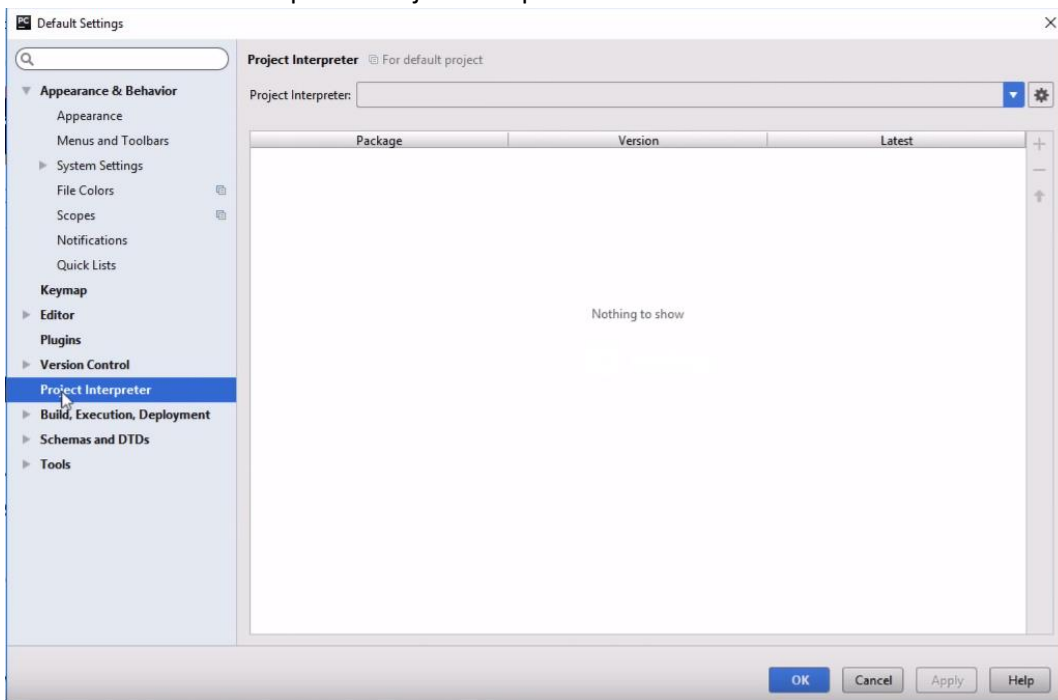 PC Default Settings
Project Interpreter For default project
Appearance & Behavior
Project Interpreter:
Appearance
Menus and Toolbars
Package Version Latest
System Settings
File Colors
Scopes
Notifications
Quick Lists
Keymap
Editor
Nothing to show
Plugins
Version Control
Project Interpreter
Build, Execution, Deployment
Schemas and DTDs
Tools
OK Cancel Apply Help